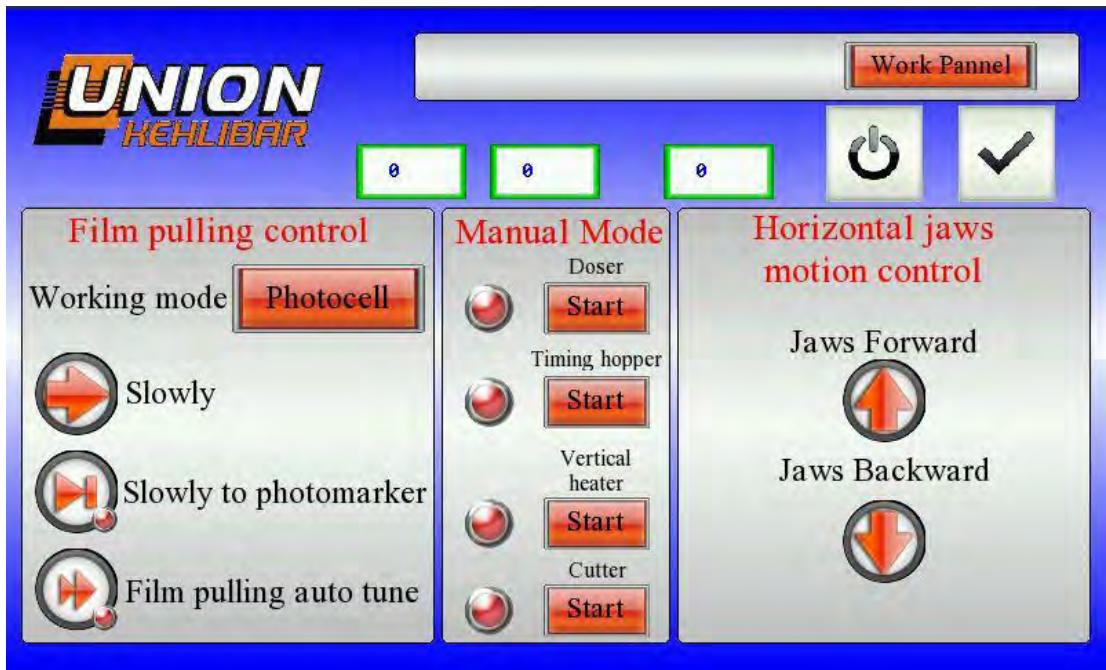 UNION
KEHLIBAR
Work Pannel
0
0
0
Film pulling control
Working mode
Photocell
Slowly
Slowly to photomarker
Film pulling auto tune
Manual Mode
Doser
Start
Timing hopper
Start
Vertical
heater
Start
Cutter
Start
Horizontal jaws
motion control
Jaws Forward
Jaws Backward